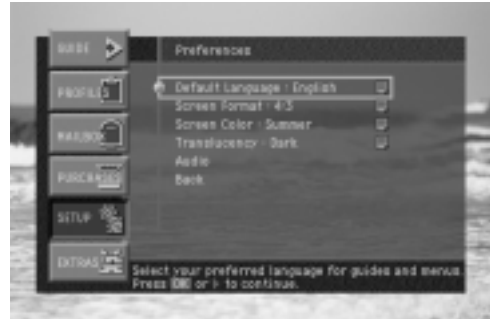 GUIDE
Preferences
PROFILES
Default Language : English
Screen Format : 4:3
Screen Color : Summer
MAILBOX
Translucency : Dark
Audio
PURCHASES
Back
SETUP
EXTRAS
Select your preferred language for guides and menus.
Press OK or to continue.